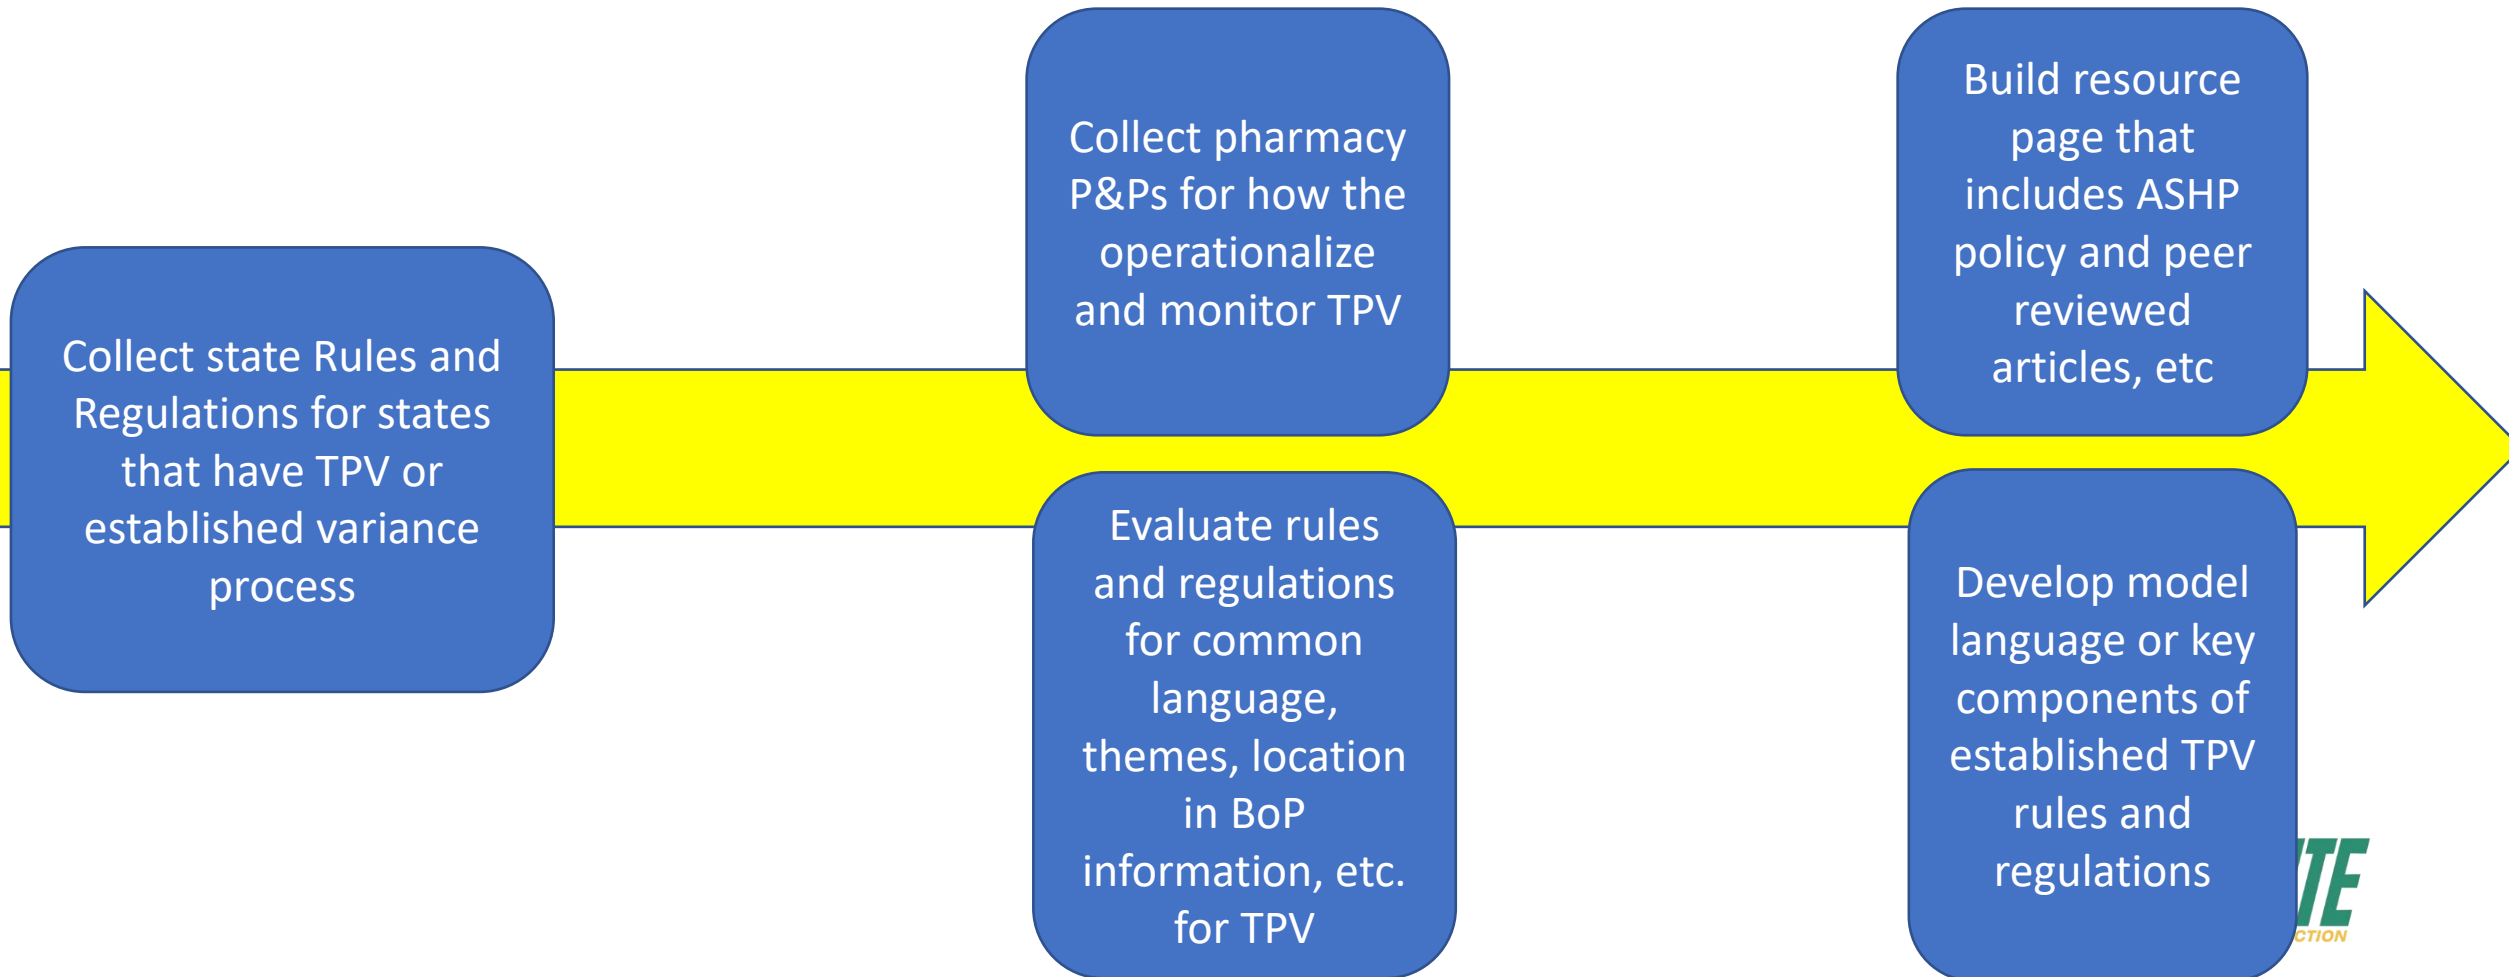 Collect state Rules and
Regulations for states
that have TPV or
established variance
process
Collect pharmacy
P&Ps for how the
operationalize
and monitor TPV
Evaluate rules
and regulations
for common
language,
themes, location
in BoP
information, etc.
for TPV
Build resource
page that
includes ASHP
policy and peer
reviewed
articles, etc
Develop model
language or key
components of
established TPV
rules and
regulations